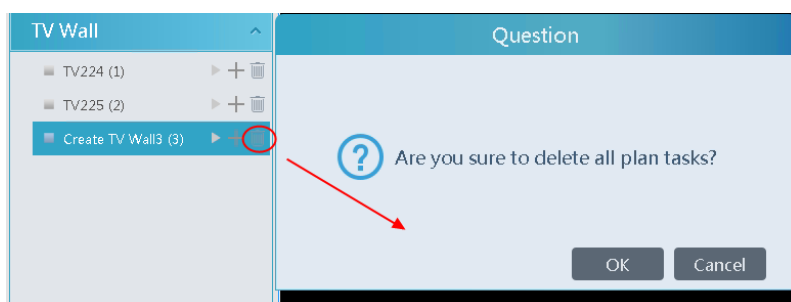 TV Wall
TV224 (1)
TV225 (2)
Create TV Wall3 (3)
Question
Are you sure to delete all plan tasks?
OK
Cancel